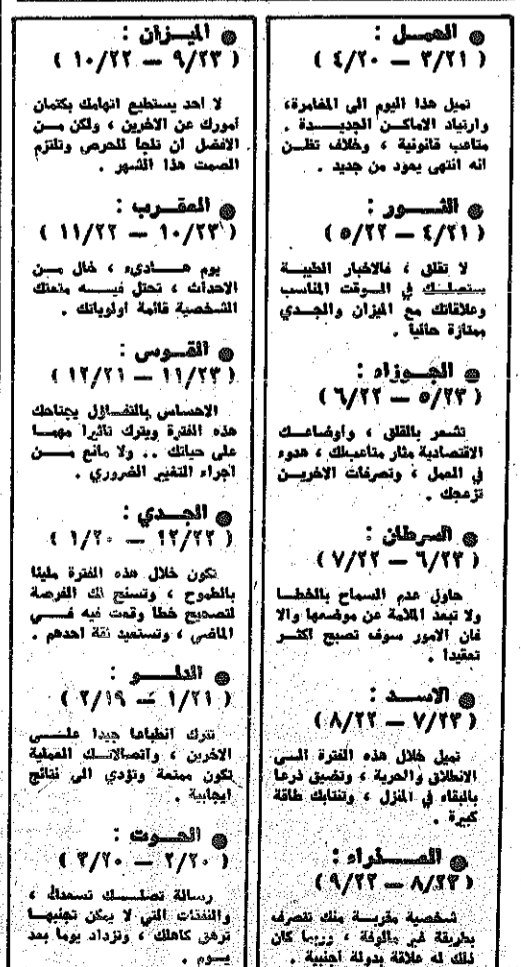 ● الحمل :
( ٣/٢١ — ٤/٢٠ )
تميل هذا اليوم الى المغامرة،
وارتياد الاماكن الجديدة .
متاعب قانونية ، وخلاف تظن
انه انتهى يعود من جديد .
● الثور :
( ٤/٢١ — ٥/٢٢ )
لا تقلق ، فالاخبار الطيبة
ستصلك في الوقت المناسب
وعلاقاتك مع الميزان والجدي
ممتازة حاليا .
● الجوزاء :
( ٥/٢٣ — ٦/٢٢ )
تشعر بالقلق ، واوضاعك
الاقتصادية مثار متاعبك ، هدوء
في العمل ، وتصرفات الاخرين
تزعجك .
● السرطان :
( ٦/٢٣ — ٧/٢٢ )
حاول عدم السماح بالخطا
ولا تبعد الملامة عن موضعها والا
فان الامور سوف تصبح اكثر
تعقيدا .
● الاسد :
( ٧/٢٣ — ٨/٢٢ )
تميل خلال هذه الفترة الى
الانطلاق والحرية ، وتضيق ذرعا
بالبقاء في المنزل ، وتنتابك طاقة
كبيرة .
● العذراء :
( ٨/٢٣ — ٩/٢٢ )
شخصية مقربة منك تتصرف
بطريقة غير مالوفة ، وربما كان
ذلك له علاقة بدولة اجنبية .
● الميزان :
( ٩/٢٣ — ١٠/٢٢ )
لا احد يستطيع اتهامك بكتمان
أمورك عن الاخرين ، ولكن من
الافضل ان تلجا للحرص وتلتزم
الصمت هذا الشهر .
● العقرب :
( ١٠/٢٣ — ١١/٢٢ )
يوم هادىء ، خال من
الاحداث ، تحتل فيه متعتك
الشخصية قائمة اولوياتك .
● القوس :
( ١١/٢٣ — ١٢/٢١ )
الاحساس بالتفاؤل يجتاحك
هذه الفترة ويترك تاثيرا مهما
على حياتك .. ولا مانع من
اجراء التغير الضروري .
● الجدي :
( ١٢/٢٢ — ١/٢٠ )
تكون خلال هذه الفترة مليئا
بالطموح ، وتسنح لك الفرصة
لتصحيح خطا وقعت فيه في
الماضي ، وتستعيد ثقة احدهم .
● الدلو :
( ١/٢١ — ٢/١٩ )
تترك انطباعا جيدا على
الاخرين ، واتصالاتك العملية
تكون ممتعة وتؤدي الى نتائج
ايجابية .
● الحوت :
( ٢/٢٠ — ٣/٢٠ )
رسالة تصلك تسعدك ،
والنفقات التي لا يمكن تجنبها
ترهق كاهلك ، وتزداد يوما بعد
يوم .